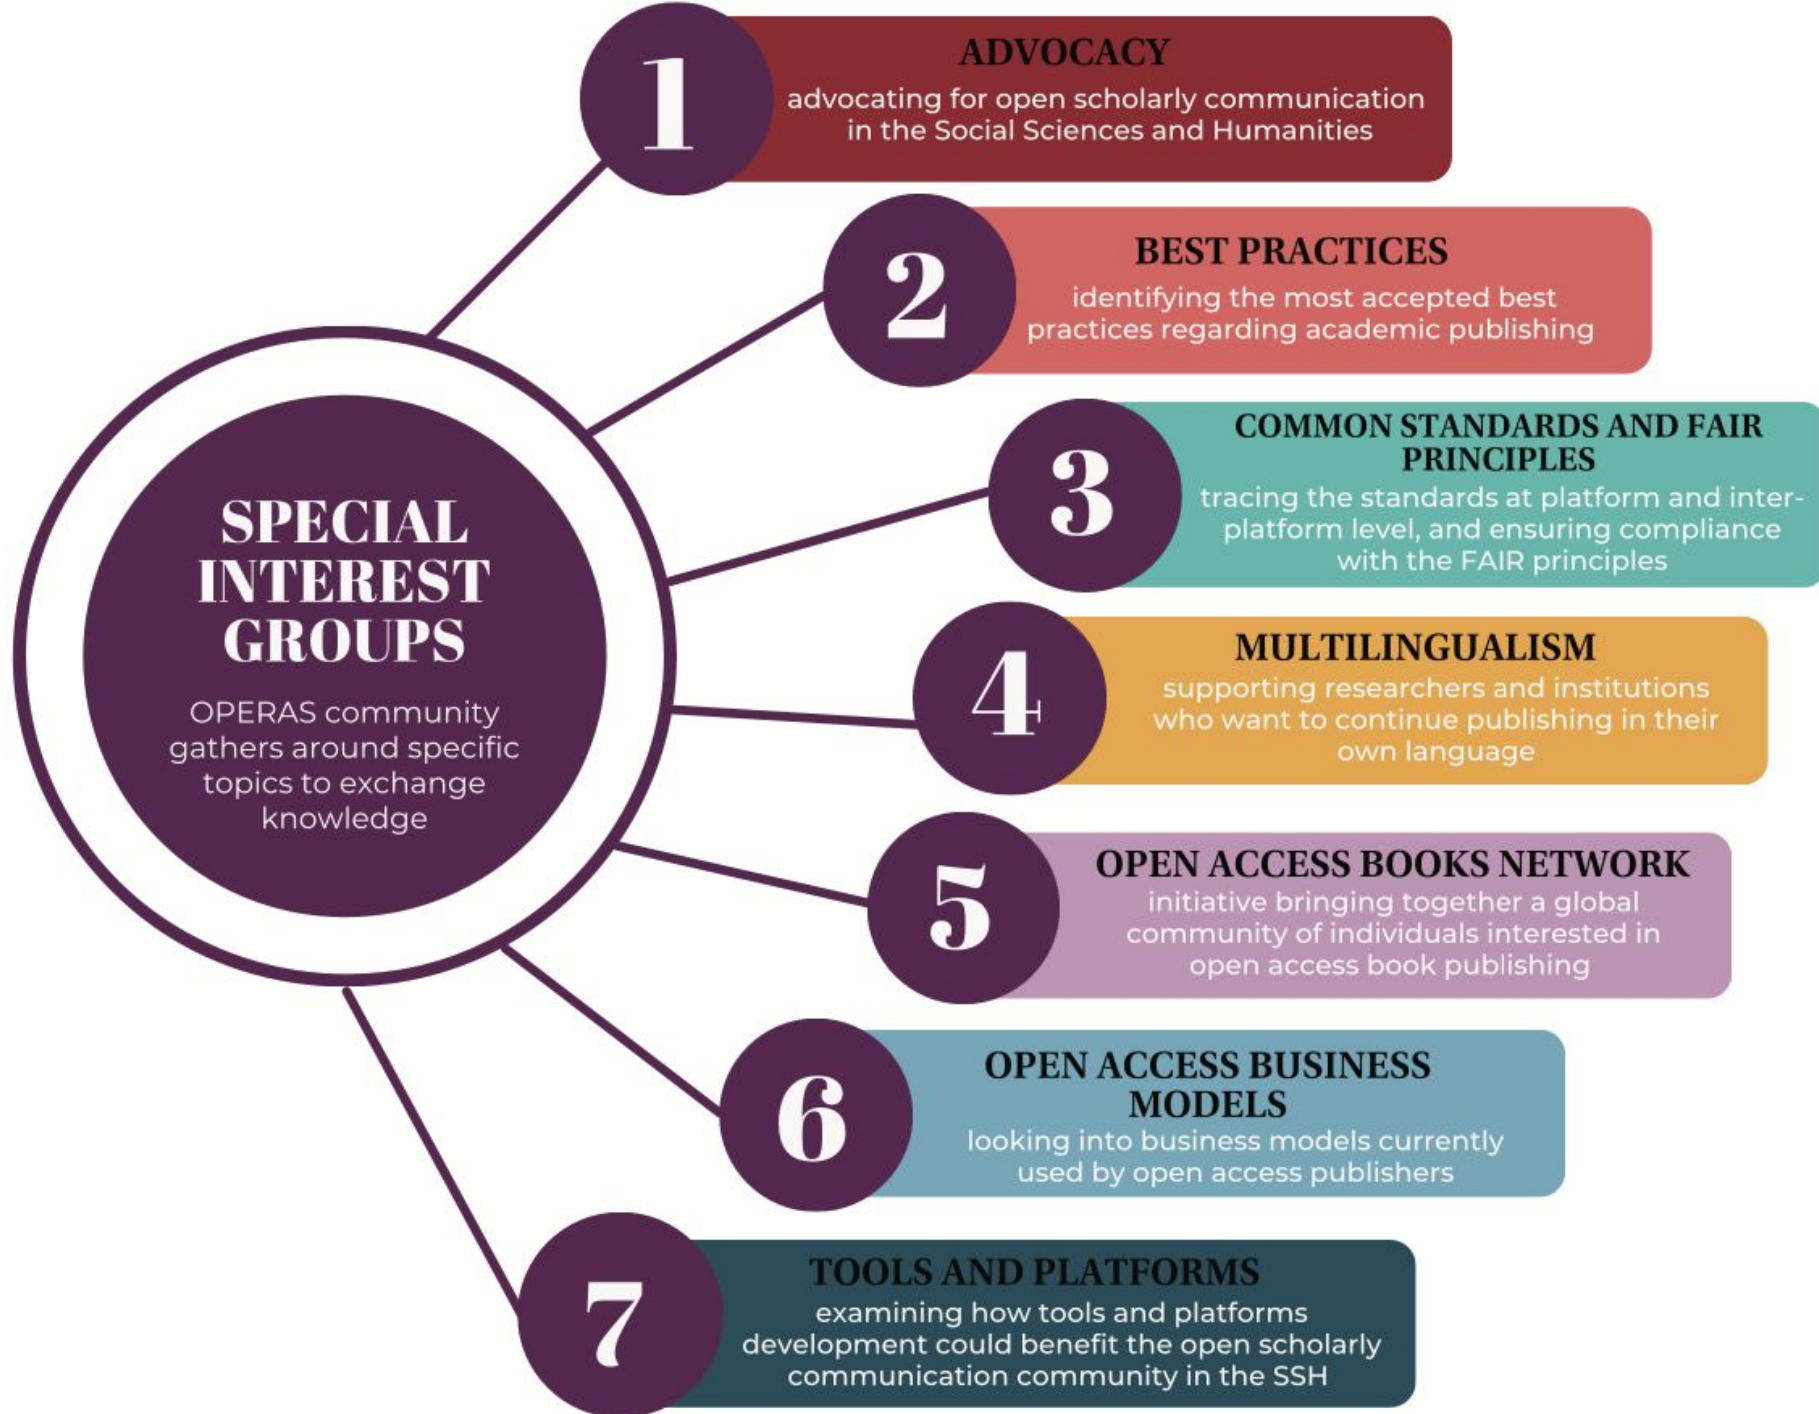 SPECIAL
INTEREST
GROUPS
OPERAS community
gathers around specific
topics to exchange
knowledge
1
ADVOCACY
advocating for open scholarly communication
in the Social Sciences and Humanities
2
BEST PRACTICES
identifying the most accepted best
practices regarding academic publishing
3
COMMON STANDARDS AND FAIR
PRINCIPLES
tracing the standards at platform and inter-
platform level, and ensuring compliance
with the FAIR principles
4
MULTILINGUALISM
supporting researchers and institutions
who want to continue publishing in their
own language
5
OPEN ACCESS BOOKS NETWORK
initiative bringing together a global
community of individuals interested in
open access book publishing
6
OPEN ACCESS BUSINESS
MODELS
looking into business models currently
used by open access publishers
7
TOOLS AND PLATFORMS
examining how tools and platforms
development could benefit the open scholarly
communication community in the SSH